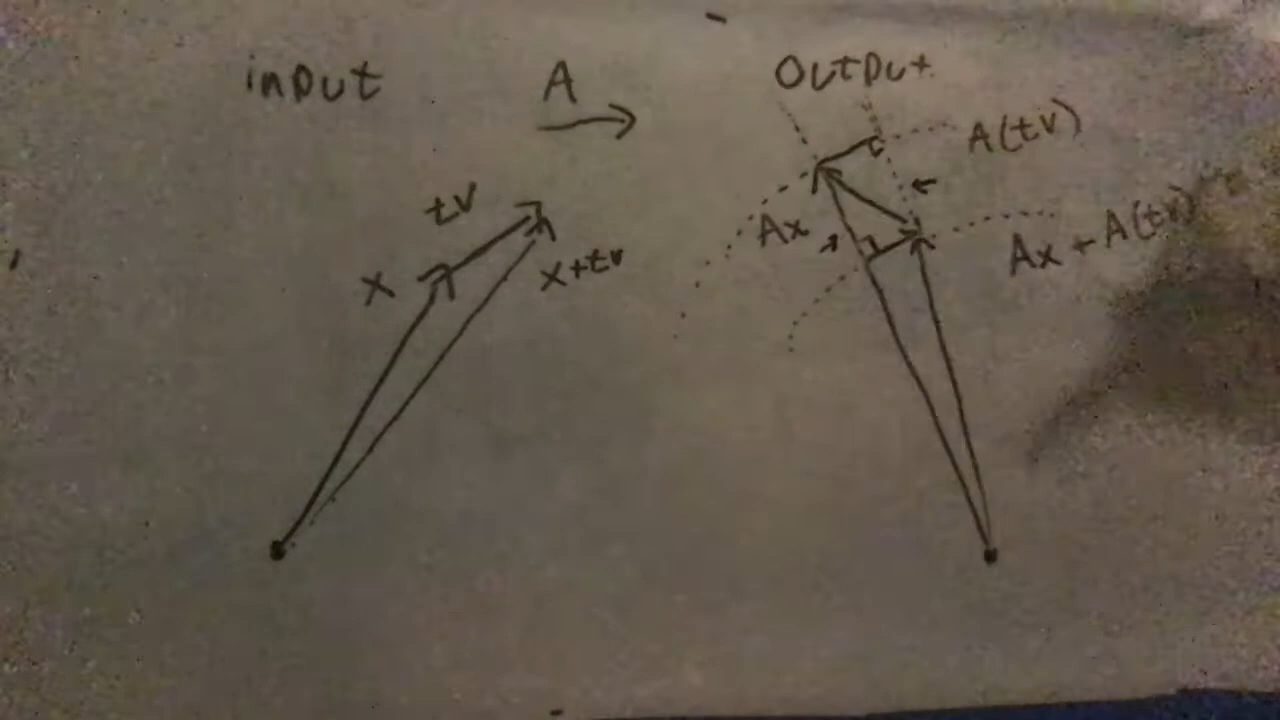 input
A
output
A(tv)
tv
Ax
x
x+tv
Ax + A(tv)